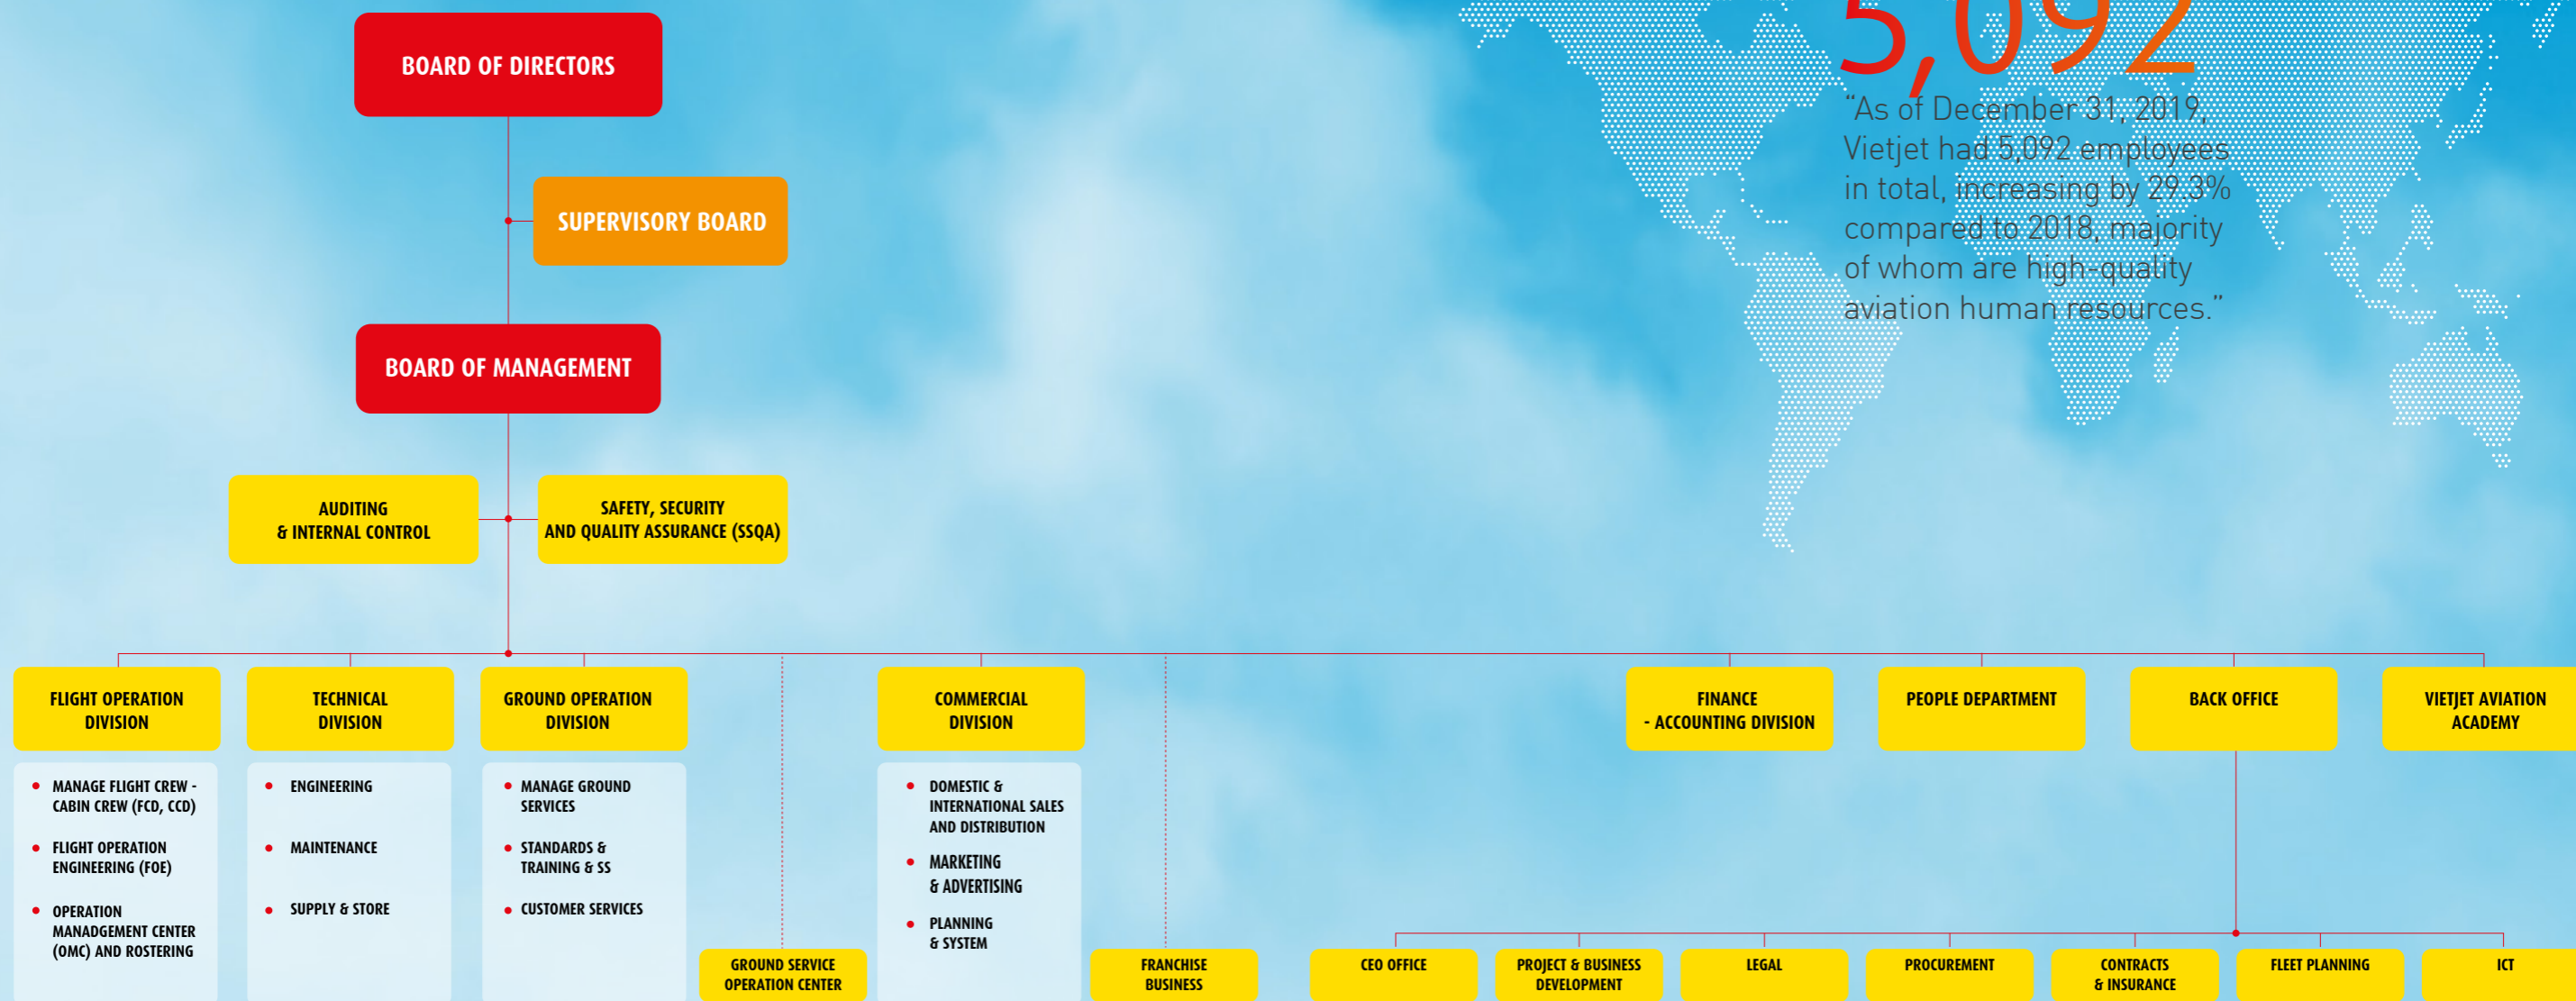 BOARD OF DIRECTORS
5,092
“As of December 31, 2019,
Vietjet had 5,092 employees
in total, increasing by 29.3%
compared to 2018, majority
of whom are high-quality
aviation human resources.”
SUPERVISORY BOARD
BOARD OF MANAGEMENT
AUDITING
& INTERNAL CONTROL
SAFETY, SECURITY
AND QUALITY ASSURANCE (SSQA)
FLIGHT OPERATION
DIVISION
MANAGE FLIGHT CREW -
CABIN CREW (FCD, CCD)
FLIGHT OPERATION
ENGINEERING (FOE)
OPERATION
MANADGEMENT CENTER
(OMC) AND ROSTERING
TECHNICAL
DIVISION
ENGINEERING
MAINTENANCE
SUPPLY & STORE
GROUND OPERATION
DIVISION
MANAGE GROUND
SERVICES
STANDARDS &
TRAINING & SS
CUSTOMER SERVICES
GROUND SERVICE
OPERATION CENTER
COMMERCIAL
DIVISION
DOMESTIC &
INTERNATIONAL SALES
AND DISTRIBUTION
MARKETING
& ADVERTISING
PLANNING
& SYSTEM
FRANCHISE
BUSINESS
FINANCE
- ACCOUNTING DIVISION
PEOPLE DEPARTMENT
BACK OFFICE
VIETJET AVIATION
ACADEMY
CEO OFFICE
PROJECT & BUSINESS
DEVELOPMENT
LEGAL
PROCUREMENT
CONTRACTS
& INSURANCE
FLEET PLANNING
ICT